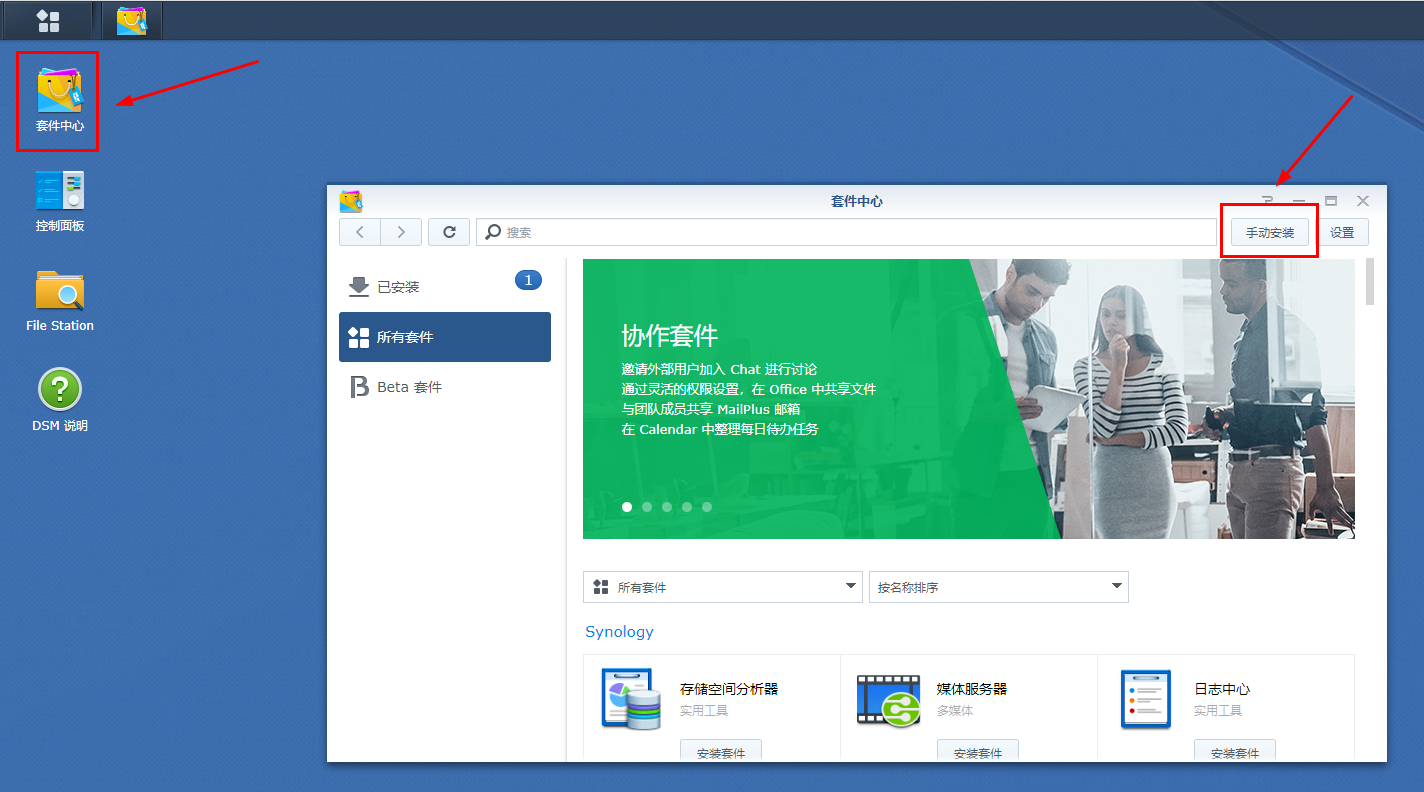 套件中心
控制面板
File Station
DSM 说明
套件中心
搜索
手动安装
设置
已安装
1
所有套件
Beta 套件
协作套件
邀请外部用户加入 Chat 进行讨论
通过灵活的权限设置，在 Office 中共享文件
与团队成员共享 MailPlus 邮箱
在 Calendar 中整理每日待办任务
所有套件
按名称排序
Synology
存储空间分析器
实用工具
安装套件
媒体服务器
多媒体
安装套件
日志中心
实用工具
安装套件